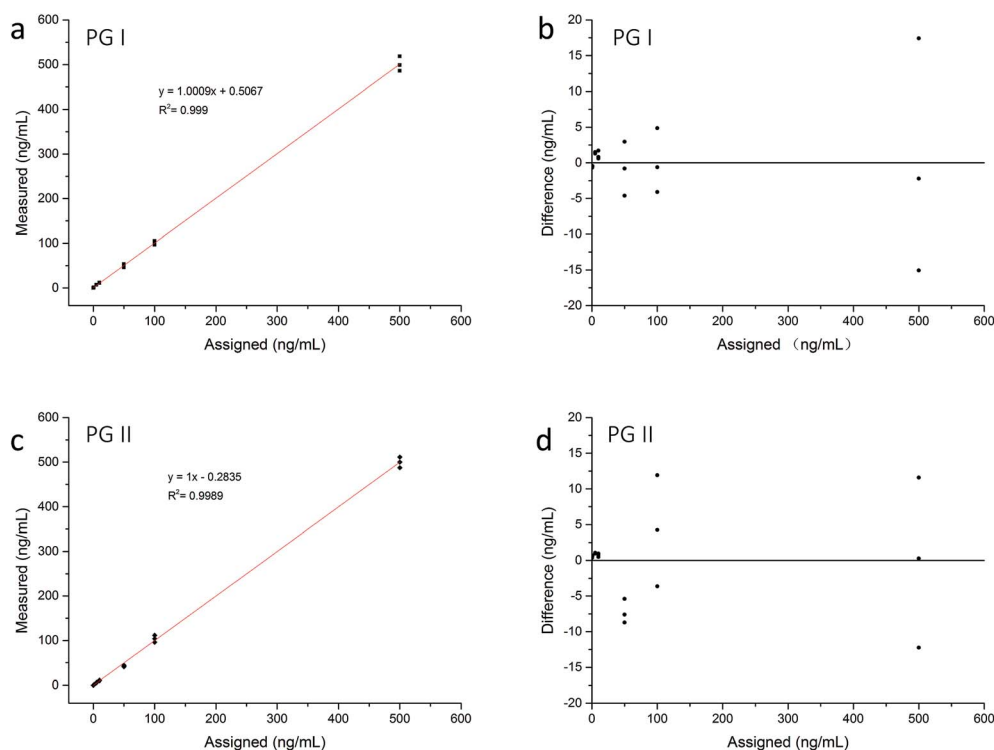 a
PG I
y = 1.0009x + 0.5067
R²= 0.999
Measured (ng/mL)
600
500
400
300
200
100
0
0 100 200 300 400 500 600
Assigned (ng/mL)
b
PG I
Difference (ng/mL)
20
15
10
5
0
-5
-10
-15
-20
0 100 200 300 400 500 600
Assigned （ng/mL）
c
PG II
y = 1x - 0.2835
R²= 0.9989
Measured (ng/mL)
600
500
400
300
200
100
0
0 100 200 300 400 500 600
Assigned (ng/mL)
d
PG II
Difference (ng/mL)
20
15
10
5
0
-5
-10
-15
-20
0 100 200 300 400 500 600
Assigned (ng/mL)